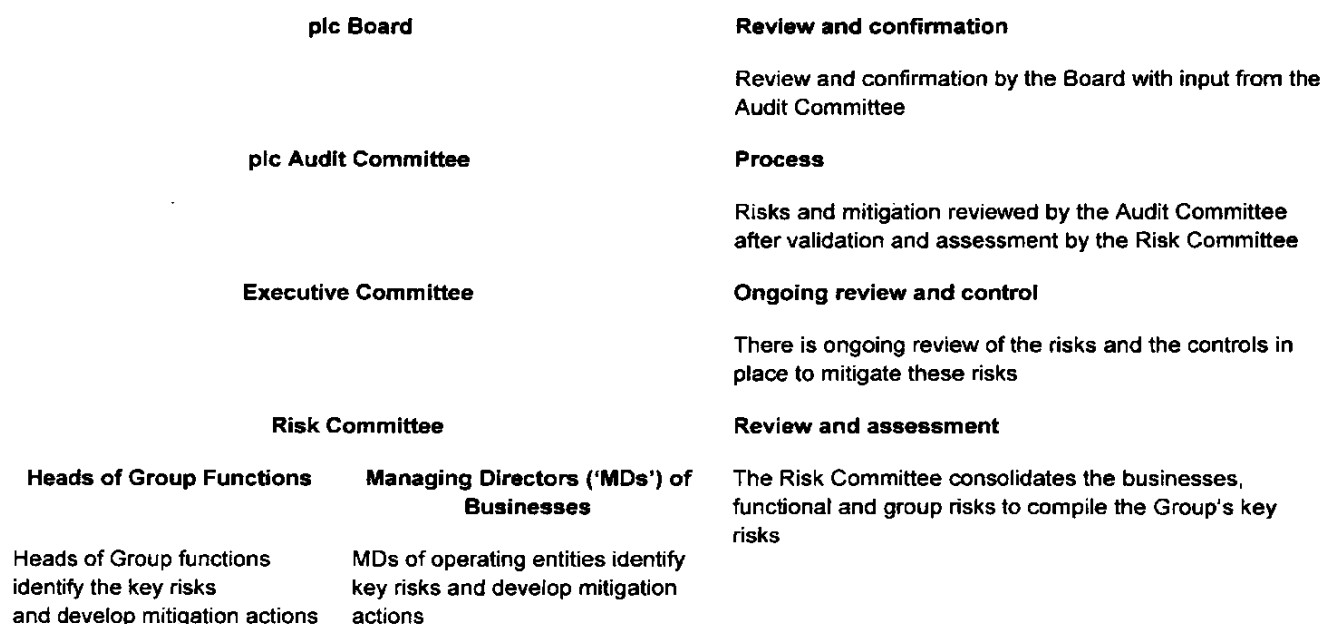 plc Board
Review and confirmation
Review and confirmation by the Board with input from the
Audit Committee
plc Audit Committee
Process
Risks and mitigation reviewed by the Audit Committee
after validation and assessment by the Risk Committee
Executive Committee
Ongoing review and control
There is ongoing review of the risks and the controls in
place to mitigate these risks
Risk Committee
Review and assessment
Heads of Group Functions
Managing Directors (‘MDs’) of
Businesses
The Risk Committee consolidates the businesses,
functional and group risks to compile the Group's key
risks
Heads of Group functions
identify the key risks
and develop mitigation actions
MDs of operating entities identify
key risks and develop mitigation
actions